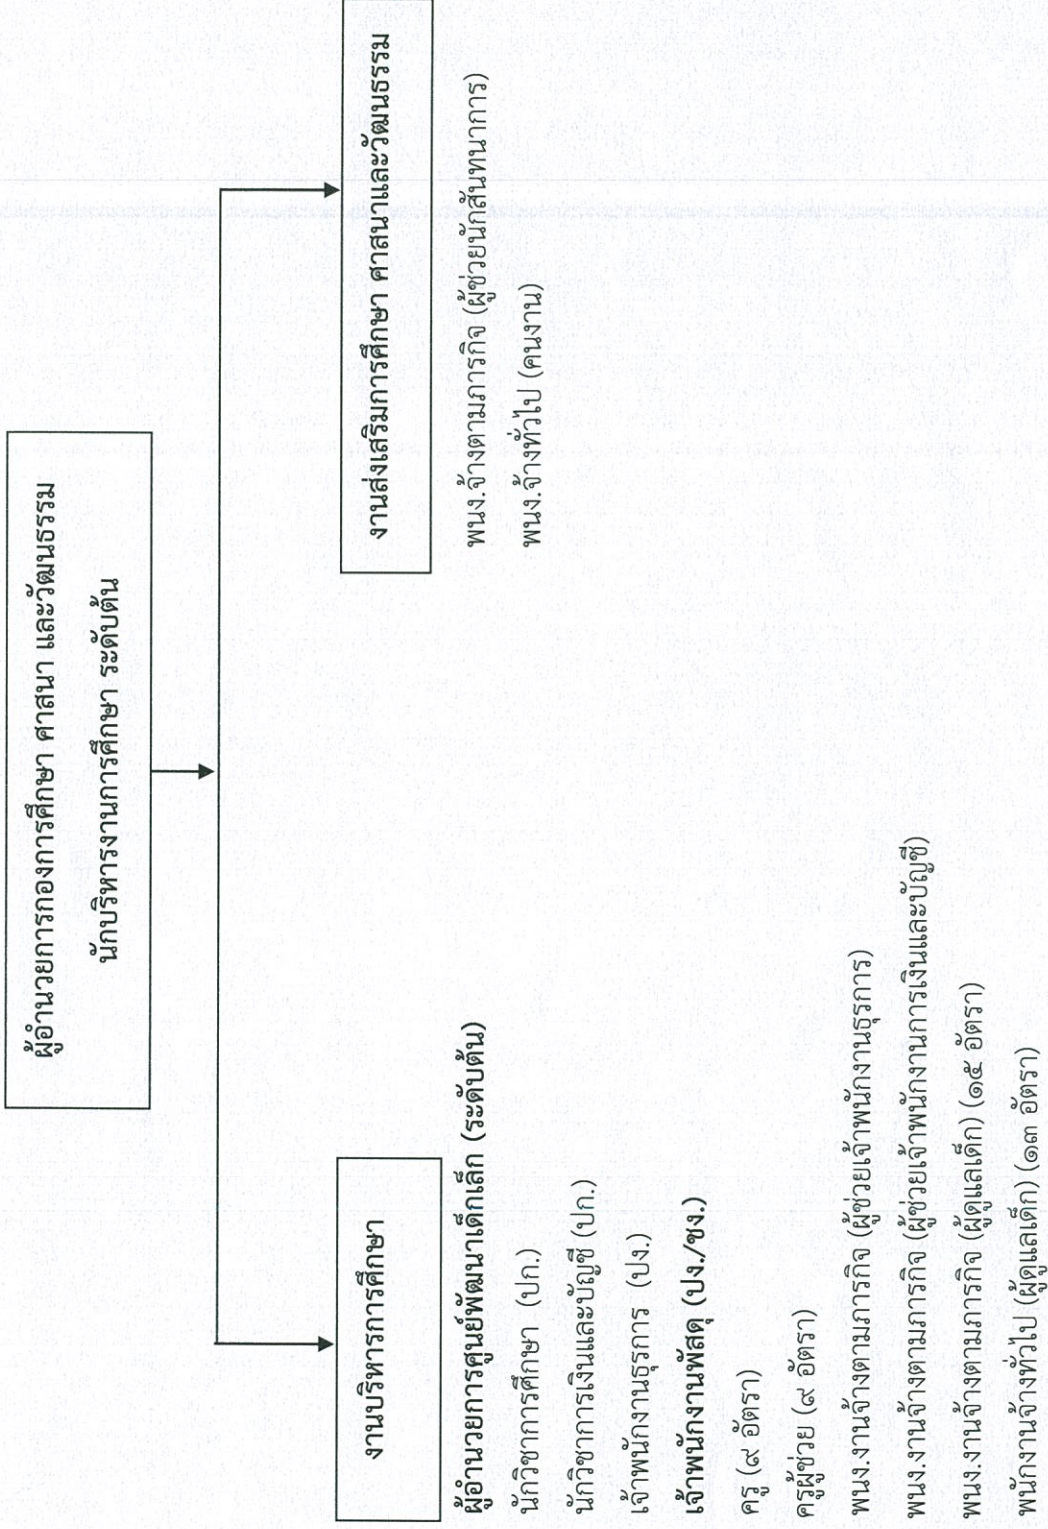 ผู้อำนวยการกองการศึกษา ศาสนา และวัฒนธรรม
นักบริหารงานการศึกษา ระดับต้น
งานบริหารการศึกษา
ผู้อำนวยการศูนย์พัฒนาเด็กเล็ก (ระดับต้น)
นักวิชาการศึกษา (ปก.)
นักวิชาการเงินและบัญชี (ปก.)
เจ้าพนักงานธุรการ (ปง.)
เจ้าพนักงานพัสดุ (ปง./ชง.)
ครู (๙ อัตรา)
ครูผู้ช่วย (๙ อัตรา)
พนง.งานจ้างตามภารกิจ (ผู้ช่วยเจ้าพนักงานธุรการ)
พนง.งานจ้างตามภารกิจ (ผู้ช่วยเจ้าพนักงานการเงินและบัญชี)
พนง.งานจ้างตามภารกิจ (ผู้ดูแลเด็ก) (๑๕ อัตรา)
พนักงานจ้างทั่วไป (ผู้ดูแลเด็ก) (๑๓ อัตรา)
งานส่งเสริมการศึกษา ศาสนาและวัฒนธรรม
พนง.จ้างตามภารกิจ (ผู้ช่วยนักสันทนาการ)
พนง.จ้างทั่วไป (คนงาน)